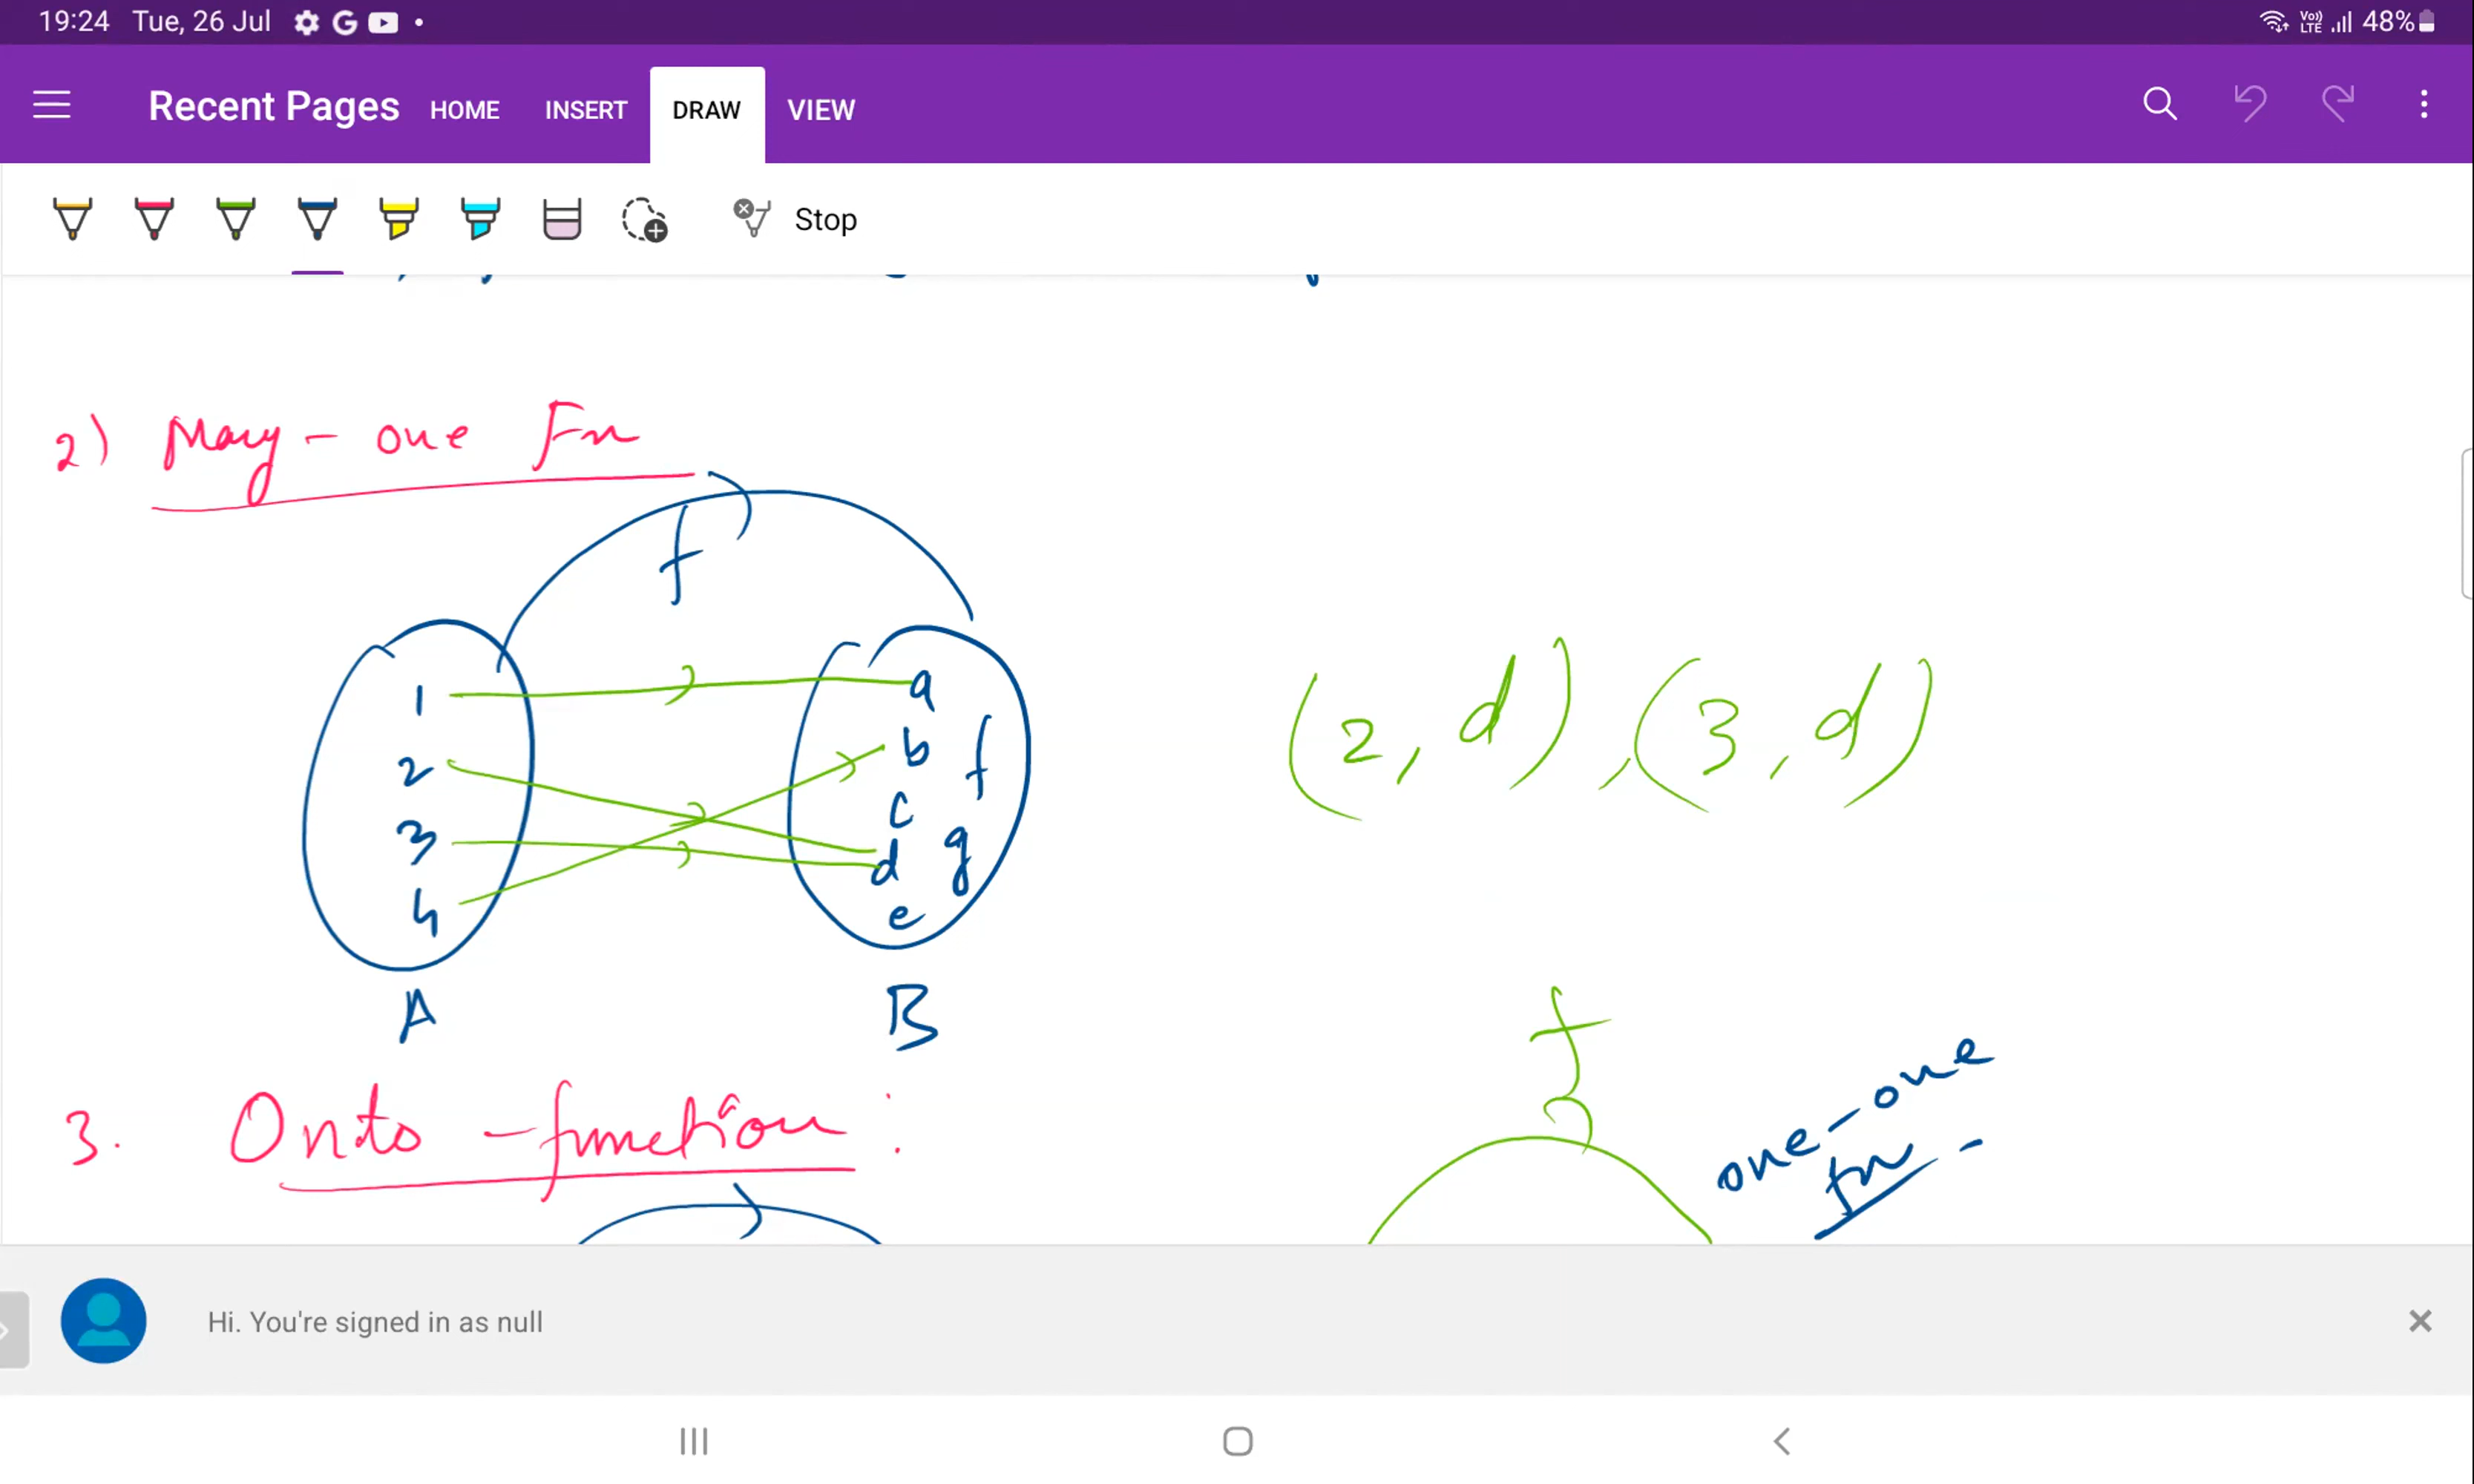 19:24 Tue, 26 Jul 48%
Recent Pages HOME INSERT DRAW VIEW
Stop
2) Many - one Fn
f
1 a
2 b f
3 c g
4 d
e
A B
(2, d), (3, d)
f
one - one
fn -
3. Onto - function :
Hi. You're signed in as null